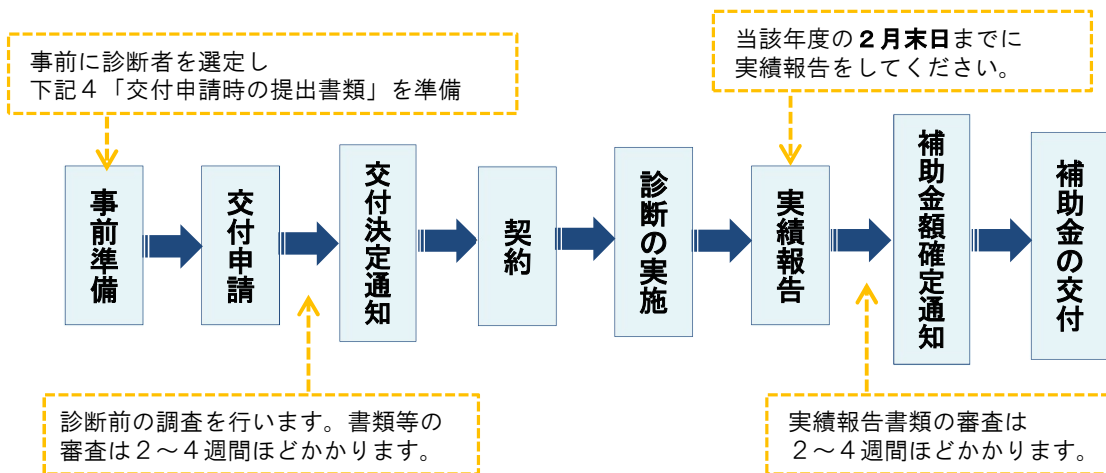 事前に診断者を選定し
下記４「交付申請時の提出書類」を準備
当該年度の２月末日までに
実績報告をしてください。
事前準備
交付申請
交付決定通知
契約
診断の実施
実績報告
補助金額確定通知
補助金の交付
診断前の調査を行います。書類等の
審査は２～４週間ほどかかります。
実績報告書類の審査は
２～４週間ほどかかります。